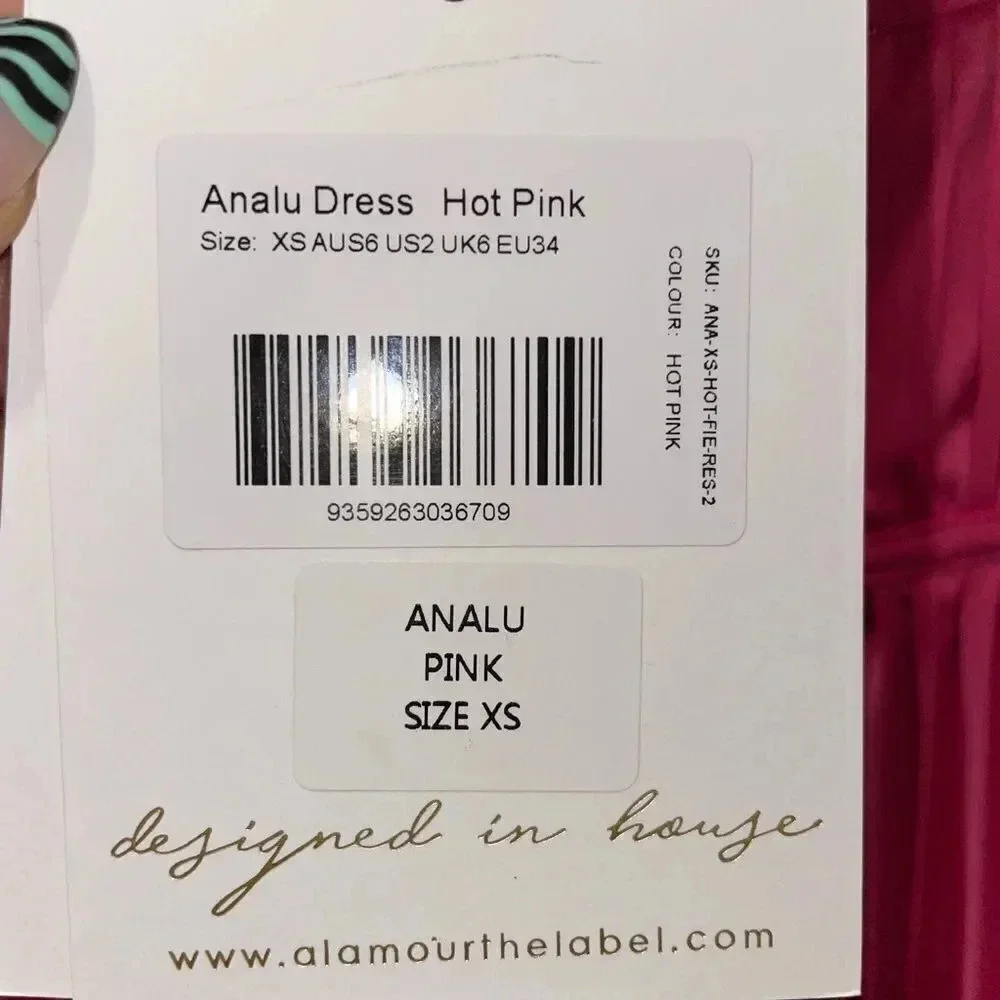 Analu Dress Hot Pink
Size: XS AUS6 US2 UK6 EU34
SKU: ANA-XS-HOT-FIE-RES-2
COLOUR: HOT PINK
9359263036709
ANALU
PINK
SIZE XS
designed in house
www.alamourthelabel.com